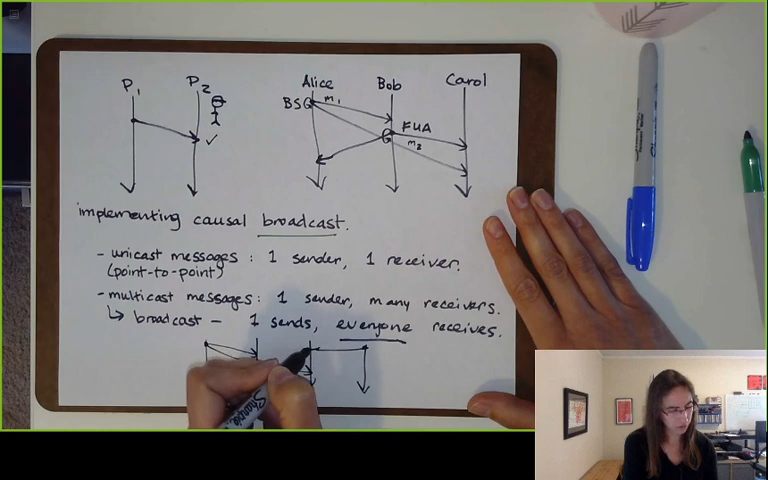 P1 P2 Alice Bob Carol
BS m1
FUA
m2
implementing causal broadcast.
- unicast messages : 1 sender, 1 receiver.
(point-to-point)
- multicast messages: 1 sender, many receivers.
↳ broadcast - 1 sends, everyone receives.
Sharpie